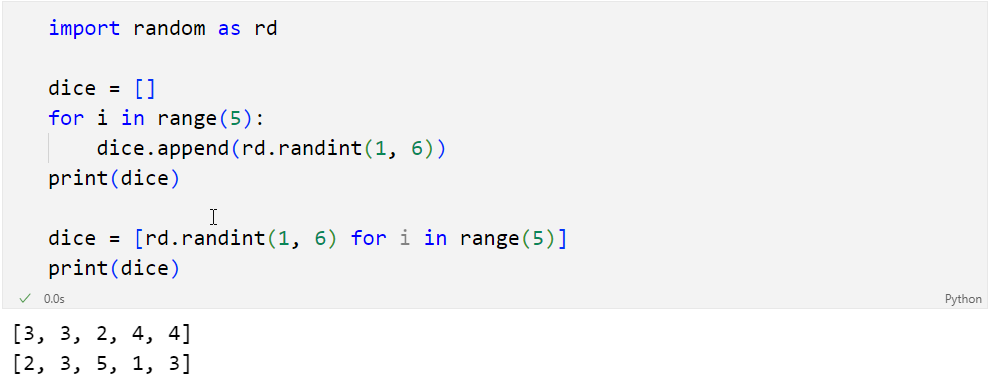 import random as rd
dice = []
for i in range(5):
    dice.append(rd.randint(1, 6))
print(dice)
dice = [rd.randint(1, 6) for i in range(5)]
print(dice)
0.0s
Python
[3, 3, 2, 4, 4]
[2, 3, 5, 1, 3]